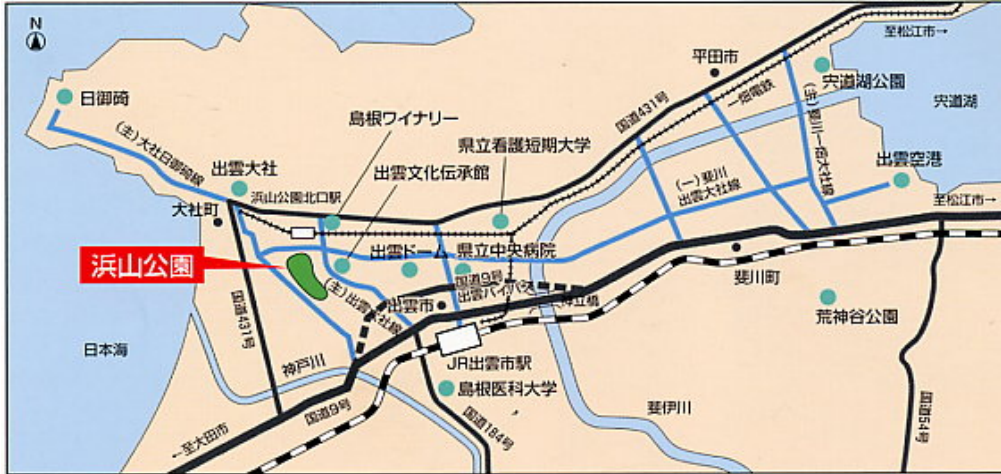 N
至松江市→
平田市
宍道湖公園
日御碕
国道431号
一畑電鉄
宍道湖
島根ワイナリー
(主)斐川一畑大社線
(主)大社日御碕線
県立看護短期大学
出雲大社
出雲文化伝承館
(一)斐川
出雲大社線
出雲空港
浜山公園北口駅
大社町
至松江市→
浜山公園
出雲ドーム
県立中央病院
国道9号
出雲バイパス
(主)出雲大社線
出雲市
神立橋
斐川町
国道431号
荒神谷公園
日本海
神戸川
JR出雲市駅
島根医科大学
国道9号
斐伊川
国道54号
←至大田市
国道184号